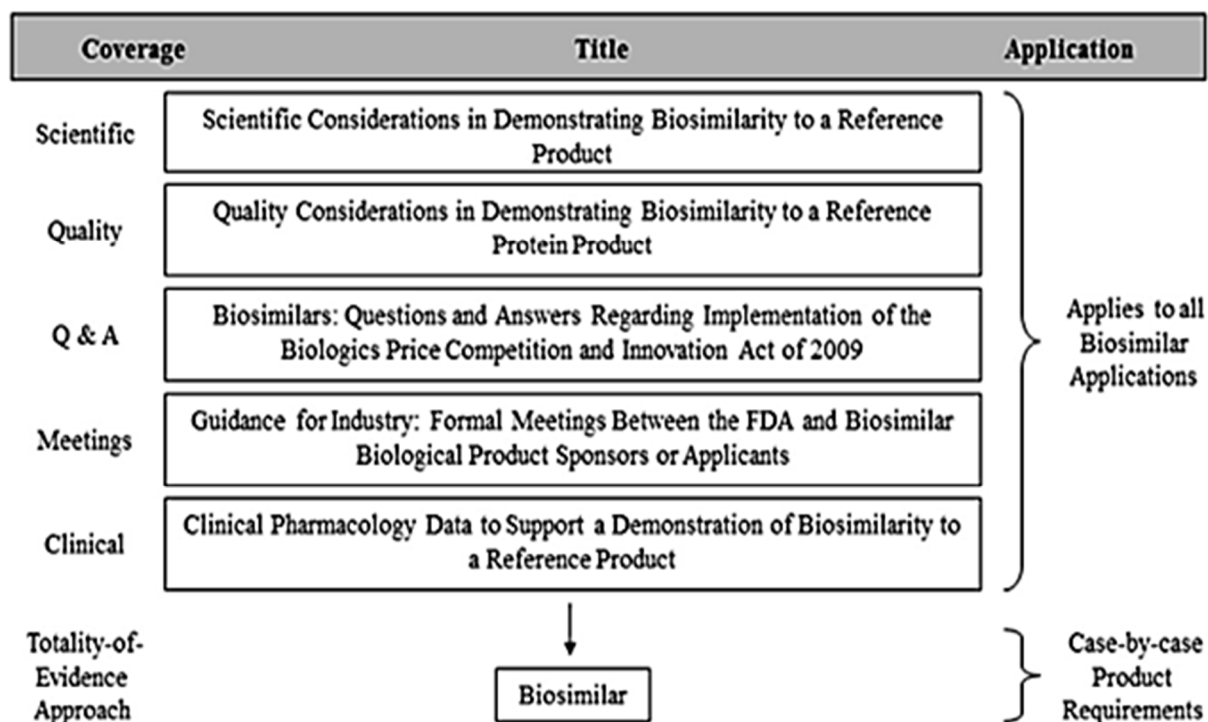 Coverage Title Application
Scientific
Scientific Considerations in Demonstrating Biosimilarity to a Reference
Product
Quality
Quality Considerations in Demonstrating Biosimilarity to a Reference
Protein Product
Q & A
Biosimilars: Questions and Answers Regarding Implementation of the
Biologics Price Competition and Innovation Act of 2009
Meetings
Guidance for Industry: Formal Meetings Between the FDA and Biosimilar
Biological Product Sponsors or Applicants
Clinical
Clinical Pharmacology Data to Support a Demonstration of Biosimilarity to
a Reference Product
Applies to all
Biosimilar
Applications
Totality-of-
Evidence
Approach
Biosimilar
Case-by-case
Product
Requirements